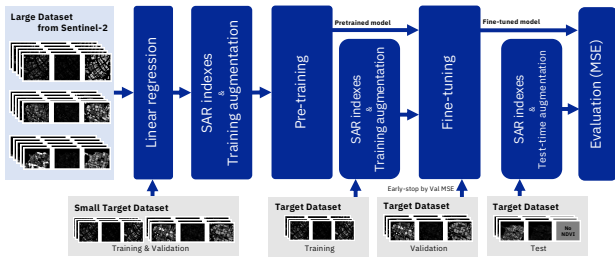 Large Dataset
from Sentinel-2
Linear regression
SAR indexes
&
Training augmentation
Pre-training
Pretrained model
SAR indexes
&
Training augmentation
Fine-tuning
Fine-tuned model
SAR indexes
&
Test-time augmentation
Evaluation (MSE)
Early-stop by Val MSE
Small Target Dataset
Training & Validation
Target Dataset
Training
Target Dataset
Validation
Target Dataset
No
NDVI
Test